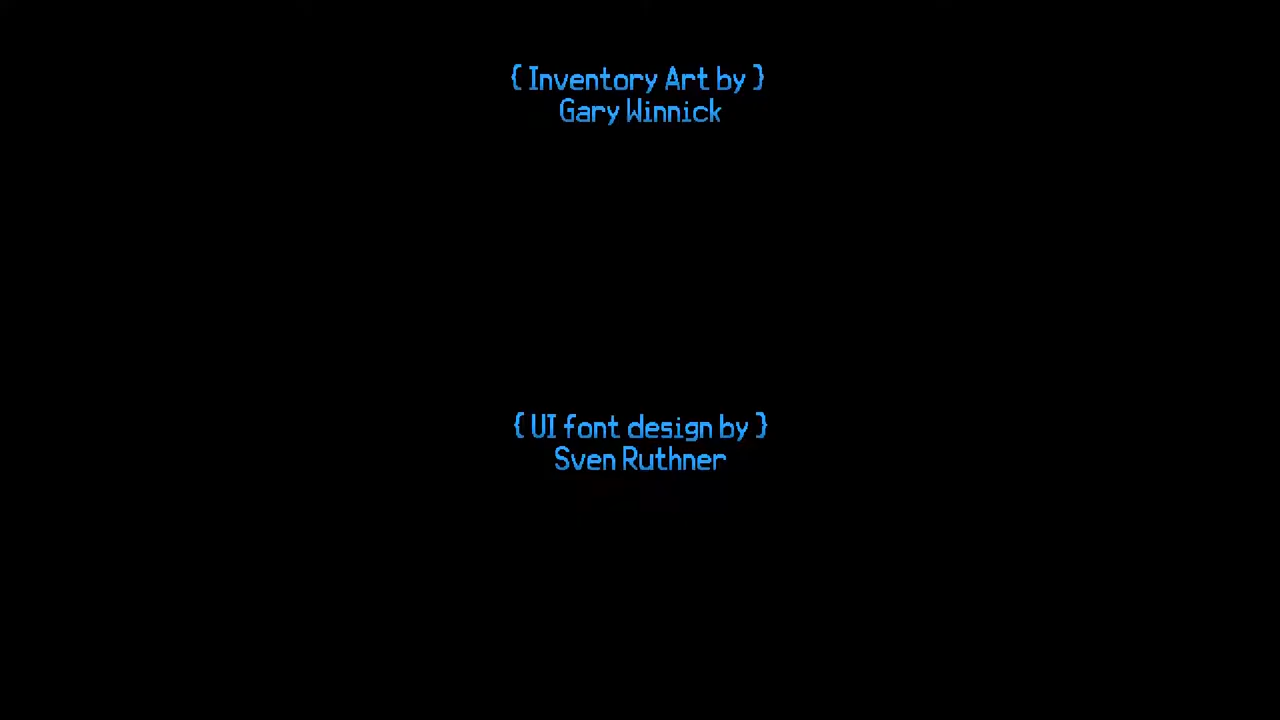 { Inventory Art by }
Gary Winnick
{ UI font design by }
Sven Ruthner